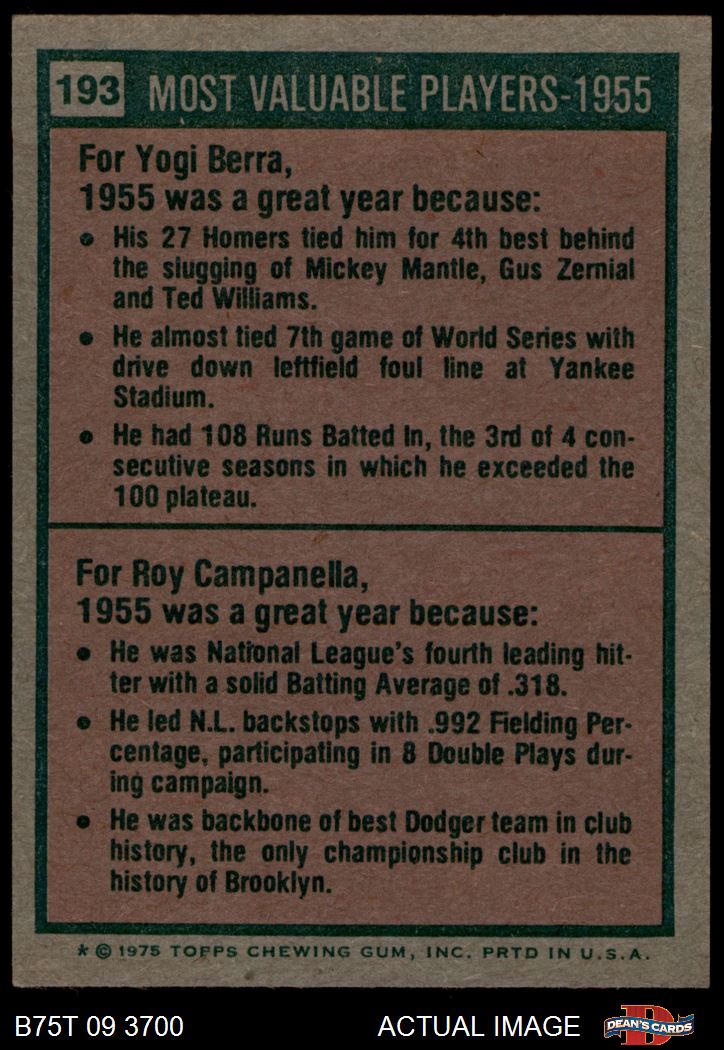 193 MOST VALUABLE PLAYERS-1955
For Yogi Berra,
1955 was a great year because:
• His 27 Homers tied him for 4th best behind
the slugging of Mickey Mantle, Gus Zernial
and Ted Williams.
• He almost tied 7th game of World Series with
drive down leftfield foul line at Yankee
Stadium.
• He had 108 Runs Batted In, the 3rd of 4 con-
secutive seasons in which he exceeded the
100 plateau.
For Roy Campanella,
1955 was a great year because:
• He was National League's fourth leading hit-
ter with a solid Batting Average of .318.
• He led N.L. backstops with .992 Fielding Per-
centage, participating in 8 Double Plays dur-
ing campaign.
• He was backbone of best Dodger team in club
history, the only championship club in the
history of Brooklyn.
* © 1975 TOPPS CHEWING GUM, INC. PRTD IN U.S.A.
B75T 09 3700 ACTUAL IMAGE D DEAN'S CARDS